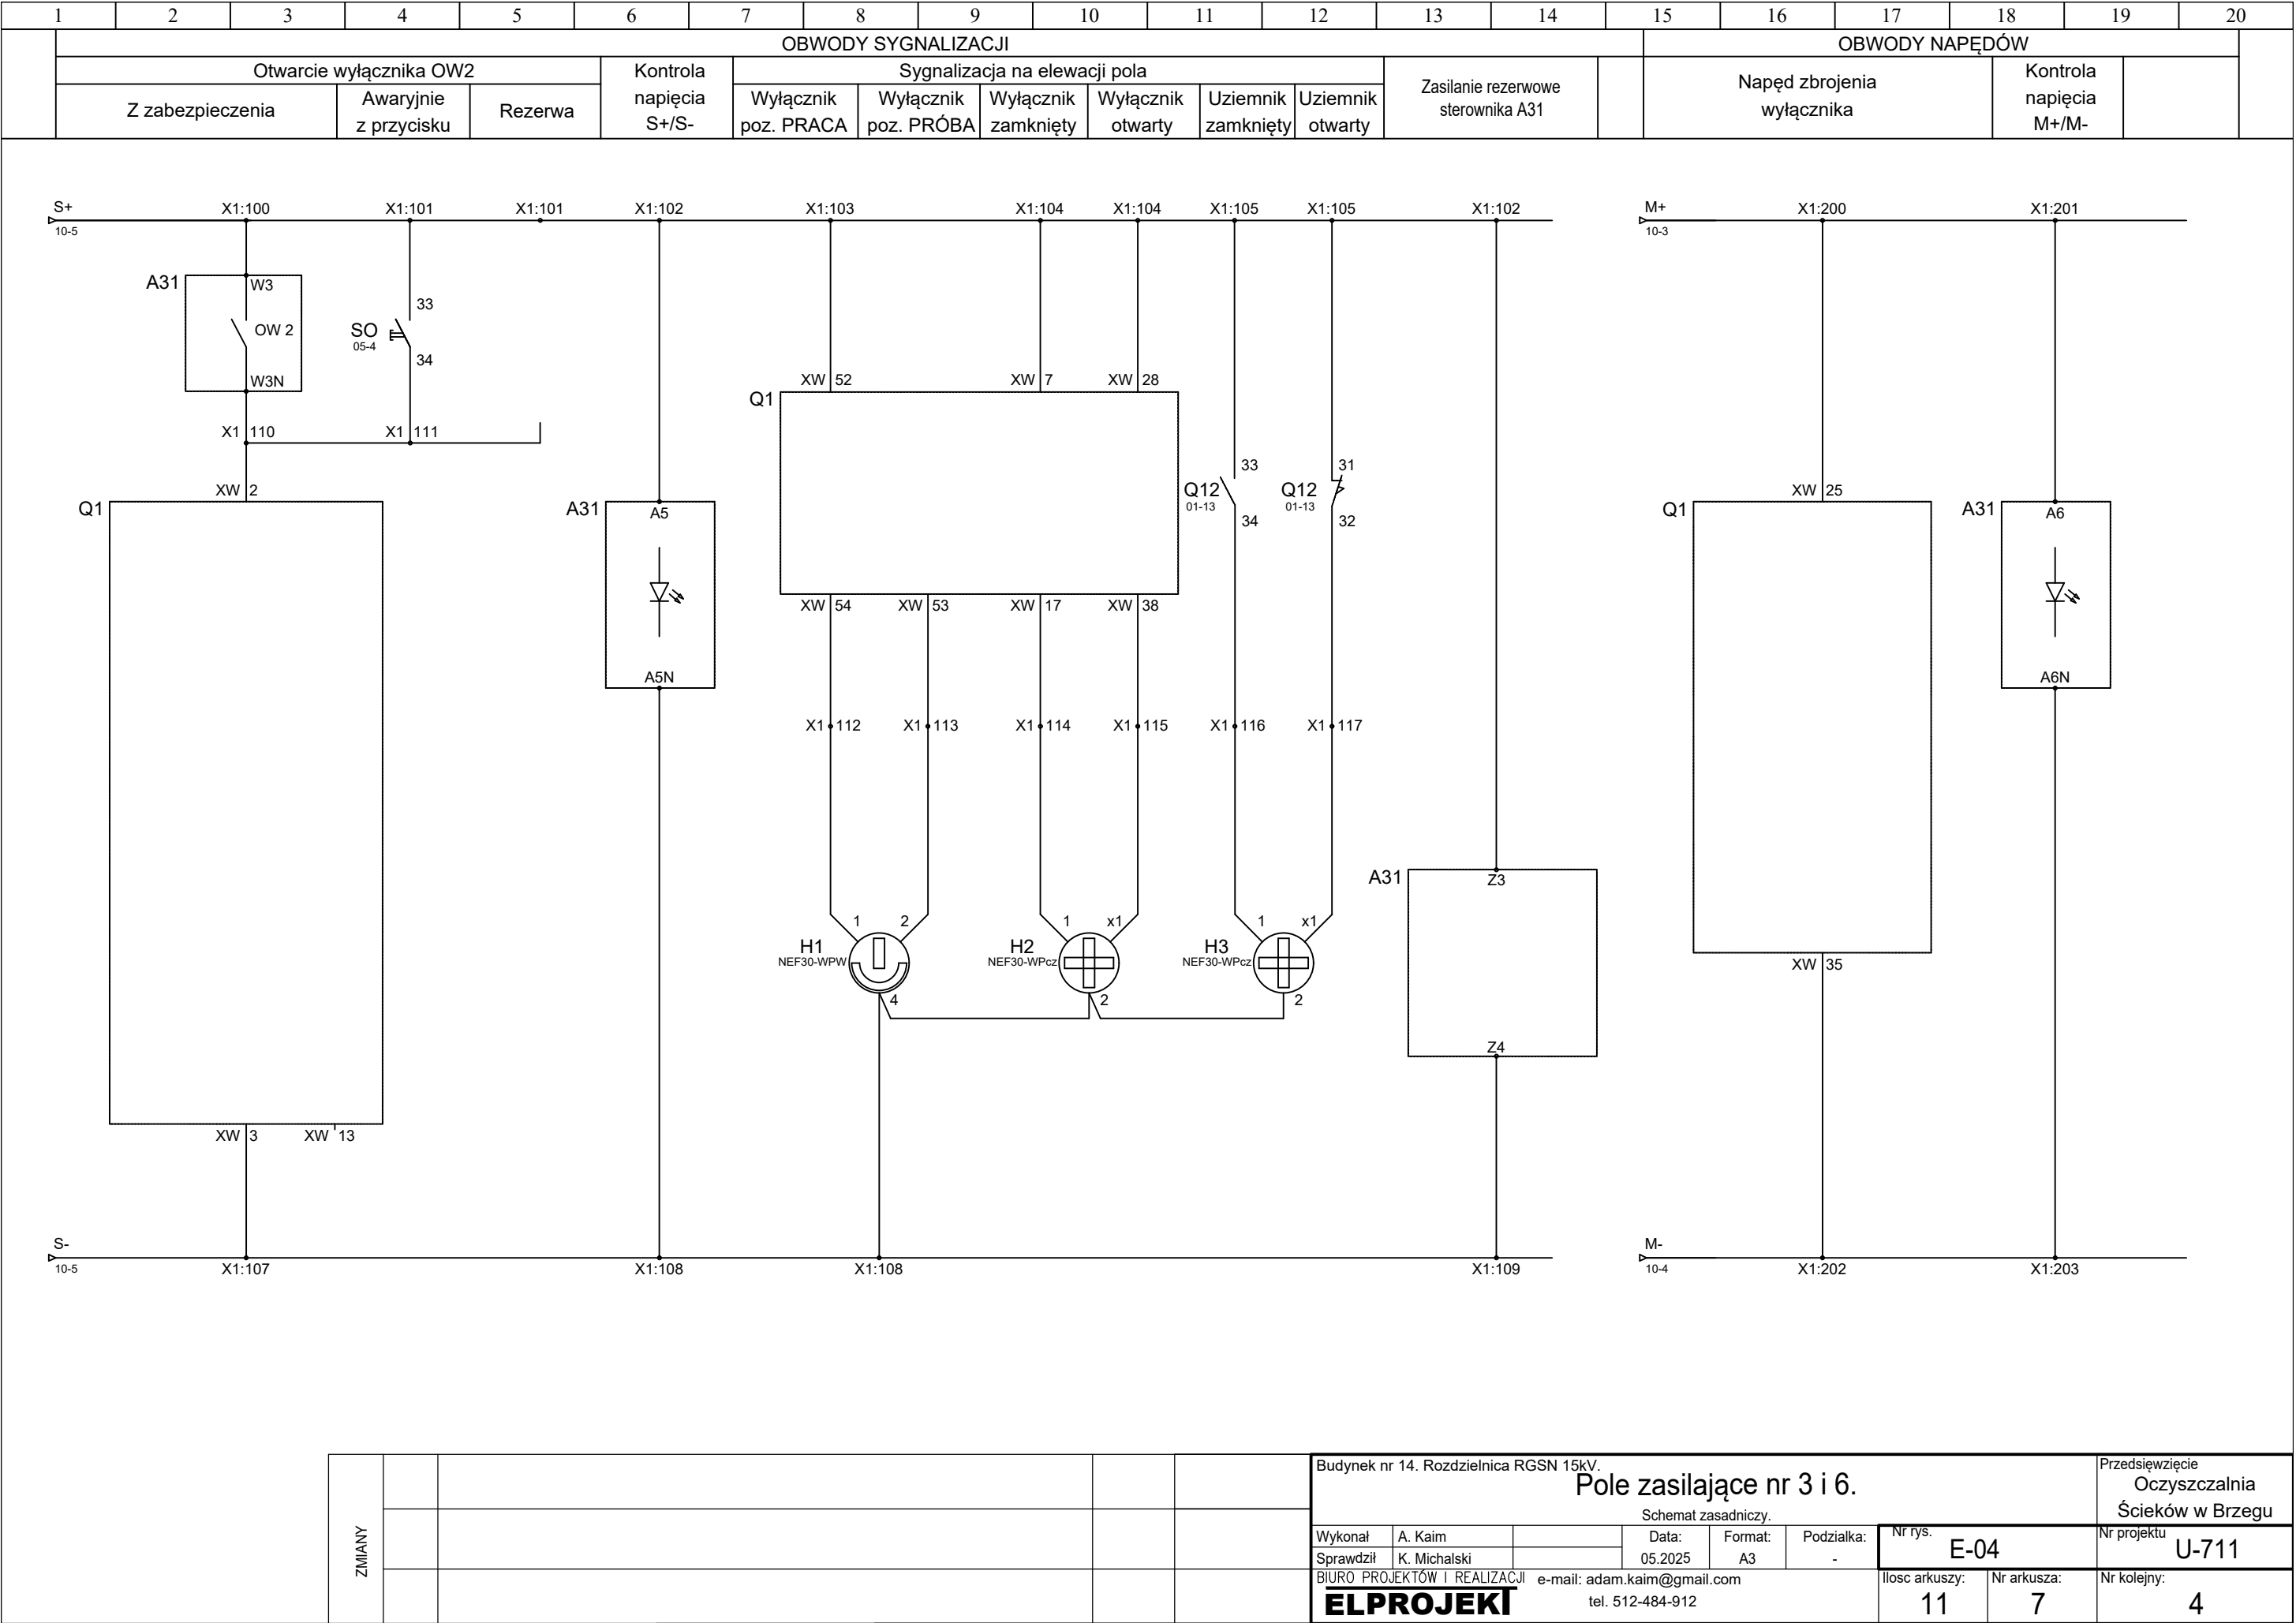 1 2 3 4 5 6 7 8 9 10 11 12 13 14 15 16 17 18 19 20
OBWODY SYGNALIZACJI OBWODY NAPĘDÓW
Otwarcie wyłącznika OW2
Z zabezpieczenia
Awaryjnie
z przycisku
Rezerwa
Kontrola
napięcia
S+/S-
Sygnalizacja na elewacji pola
Wyłącznik
poz. PRACA
Wyłącznik
poz. PRÓBA
Wyłącznik
zamknięty
Wyłącznik
otwarty
Uziemnik
zamknięty
Uziemnik
otwarty
Zasilanie rezerwowe
sterownika A31
Napęd zbrojenia
wyłącznika
Kontrola
napięcia
M+/M-
S+ X1:100 X1:101 X1:101 X1:102 X1:103 X1:104 X1:104 X1:105 X1:105 X1:102 M+ X1:200 X1:201
10-5 10-3
A31 W3
OW 2
W3N
33
SO
05-4
34
X1 110 X1 111
XW 2
Q1
XW 3 XW 13
A31 A5
A5N
XW 52 XW 7 XW 28
Q1
XW 54 XW 53 XW 17 XW 38
33
Q12
01-13
34
31
Q12
01-13
32
X1 112 X1 113 X1 114 X1 115 X1 116 X1 117
1 2
H1
NEF30-WPW
4
1 x1
H2
NEF30-WPcz
2
1 x1
H3
NEF30-WPcz
2
A31 Z3
Z4
XW 25
Q1
XW 35
A31 A6
A6N
S- M-
10-5 X1:107 X1:108 X1:108 X1:109 10-4 X1:202 X1:203
ZMIANY
Budynek nr 14. Rozdzielnica RGSN 15kV.
Pole zasilające nr 3 i 6.
Schemat zasadniczy.
Przedsięwzięcie
Oczyszczalnia
Ścieków w Brzegu
Wykonał A. Kaim Data: Format: Podzialka:
Sprawdził K. Michalski 05.2025 A3 -
Nr rys.
E-04
Nr projektu
U-711
BIURO PROJEKTÓW I REALIZACJI
ELPROJEKT
e-mail: adam.kaim@gmail.com
tel. 512-484-912
Ilosc arkuszy:
11
Nr arkusza:
7
Nr kolejny:
4